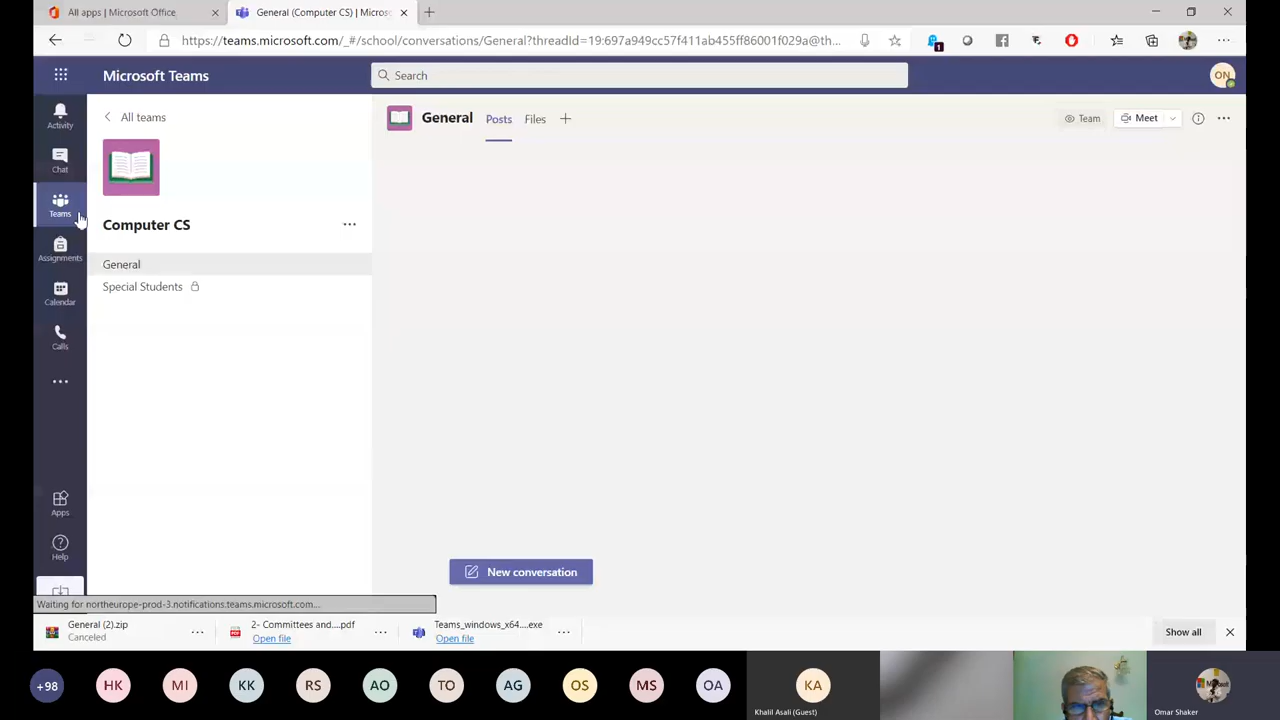 All apps | Microsoft Office
General (Computer CS) | Micros
https://teams.microsoft.com/_#/school/conversations/General?threadId=19:697a949cc57f411ab455ff86001f029a@th...
1
Microsoft Teams
Search
ON
Activity
Chat
Teams
Assignments
Calendar
Calls
Apps
Help
All teams
Computer CS
General
Special Students
General
Posts
Files
Team
Meet
New conversation
Waiting for northeurope-prod-3.notifications.teams.microsoft.com...
General (2).zip
Canceled
2- Committees and....pdf
Open file
Teams_windows_x64....exe
Open file
Show all
+98
HK
MI
KK
RS
AO
TO
AG
OS
MS
OA
KA
Khalil Asali (Guest)
Omar Shaker